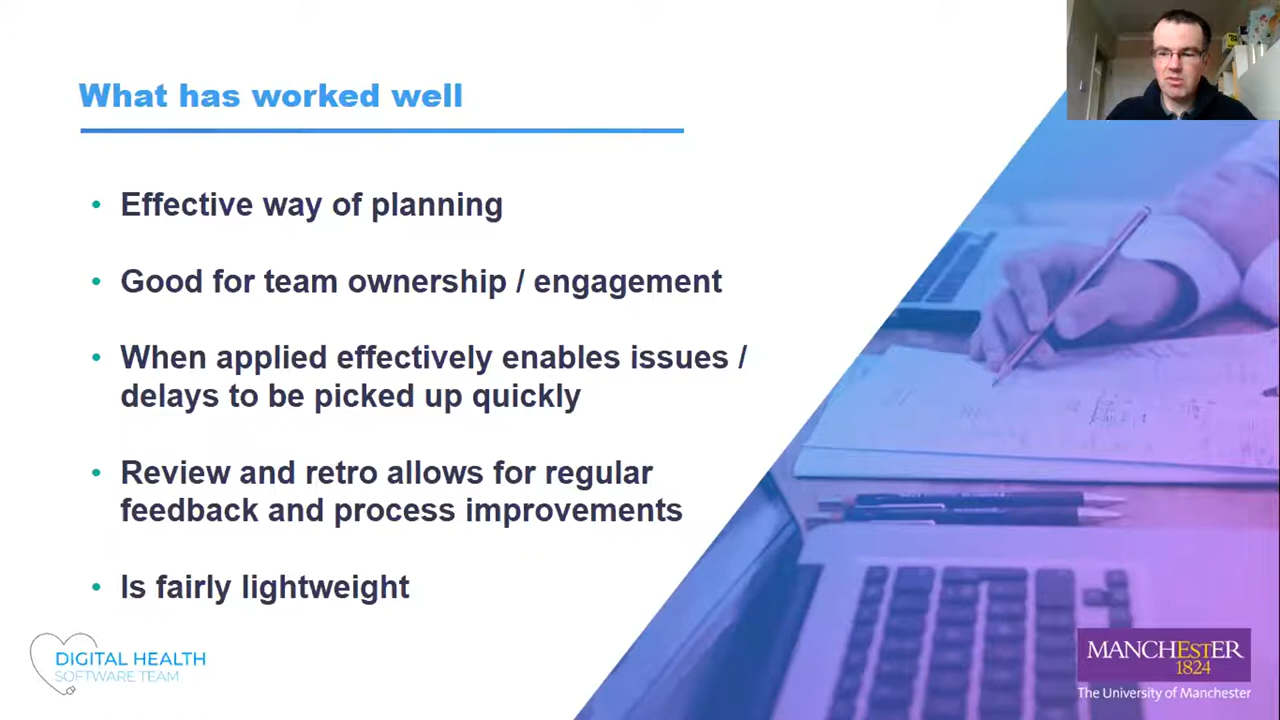 What has worked well
• Effective way of planning
• Good for team ownership / engagement
• When applied effectively enables issues /
delays to be picked up quickly
• Review and retro allows for regular
feedback and process improvements
• Is fairly lightweight
DIGITAL HEALTH
SOFTWARE TEAM
MANCHESTER
1824
The University of Manchester